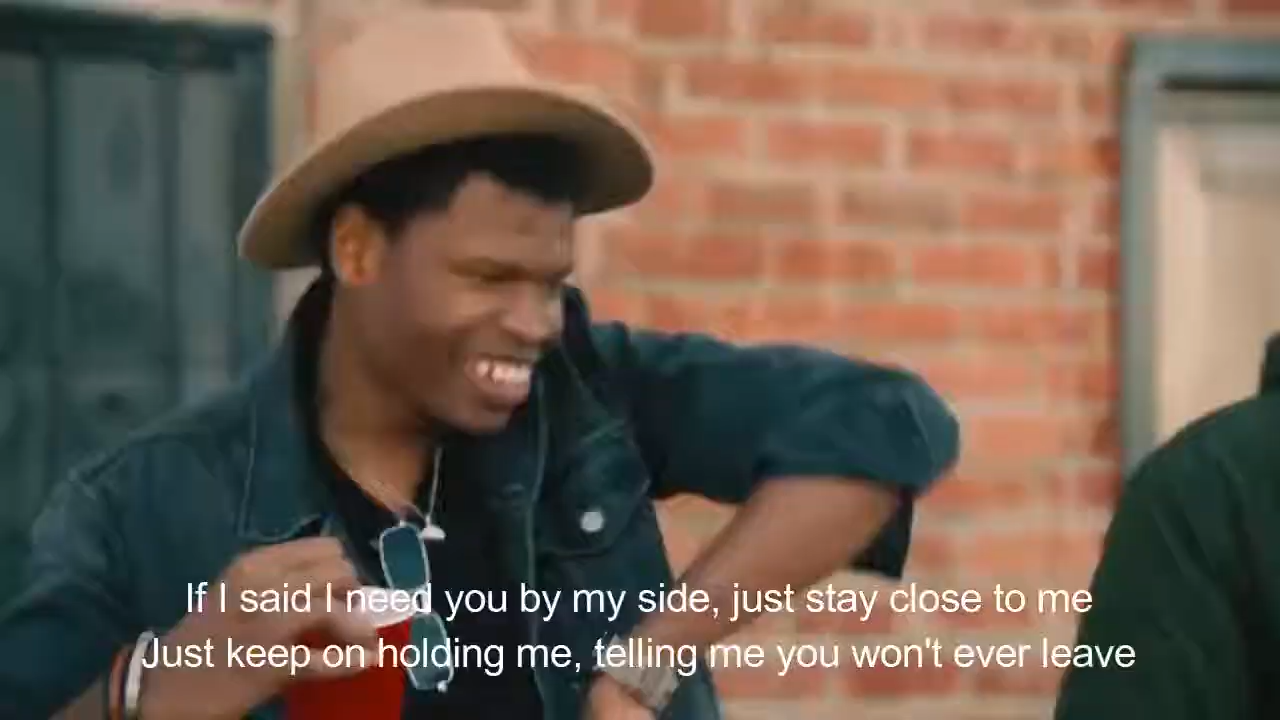 If I said I need you by my side, just stay close to me
Just keep on holding me, telling me you won't ever leave